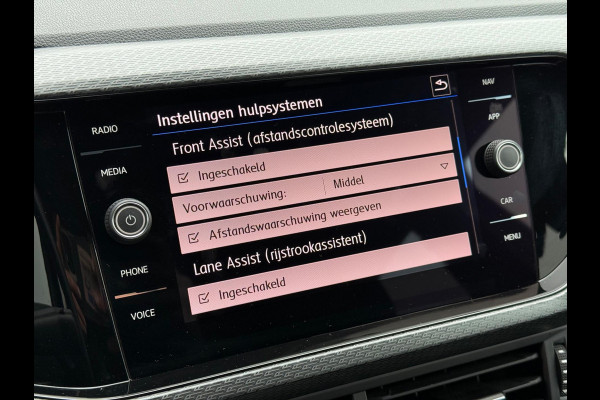 RADIO
MEDIA
PHONE
VOICE
Instellingen hulpsystemen
Front Assist (afstandscontrolesysteem)
Ingeschakeld
Voorwaarschuwing: Middel
Afstandswaarschuwing weergeven
Lane Assist (rijstrookassistent)
Ingeschakeld
NAV
APP
CAR
MENU